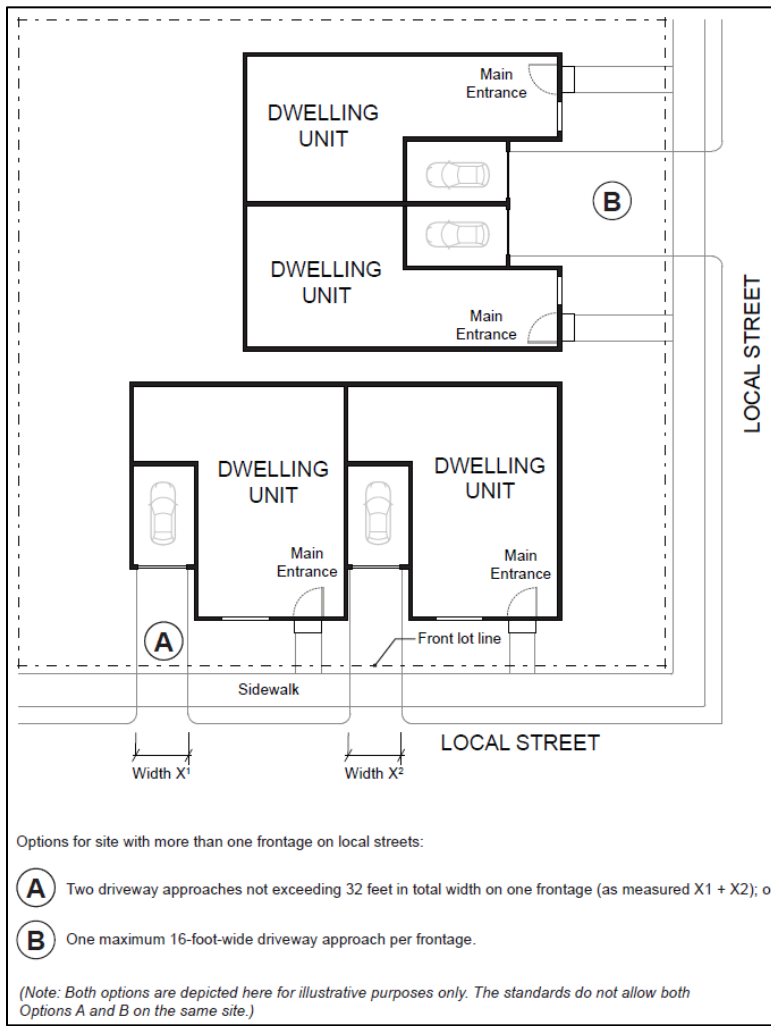 Main
Entrance
DWELLING
UNIT
B
DWELLING
UNIT
Main
Entrance
LOCAL STREET
DWELLING
UNIT
DWELLING
UNIT
Main
Entrance
Main
Entrance
A
Front lot line
Sidewalk
LOCAL STREET
Width X¹
Width X²
Options for site with more than one frontage on local streets:
A Two driveway approaches not exceeding 32 feet in total width on one frontage (as measured X1 + X2); o
B One maximum 16-foot-wide driveway approach per frontage.
(Note: Both options are depicted here for illustrative purposes only. The standards do not allow both
Options A and B on the same site.)